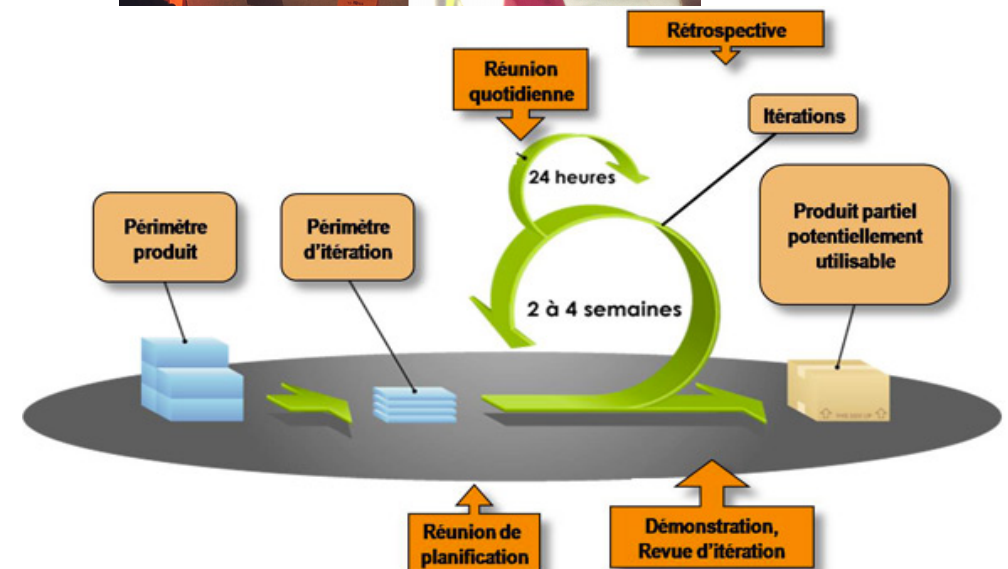 Rétrospective
Réunion
quotidienne
Itérations
24 heures
Périmètre
produit
Périmètre
d'itération
Produit partiel
potentiellement
utilisable
2 à 4 semaines
Réunion de
planification
Démonstration,
Revue d'itération